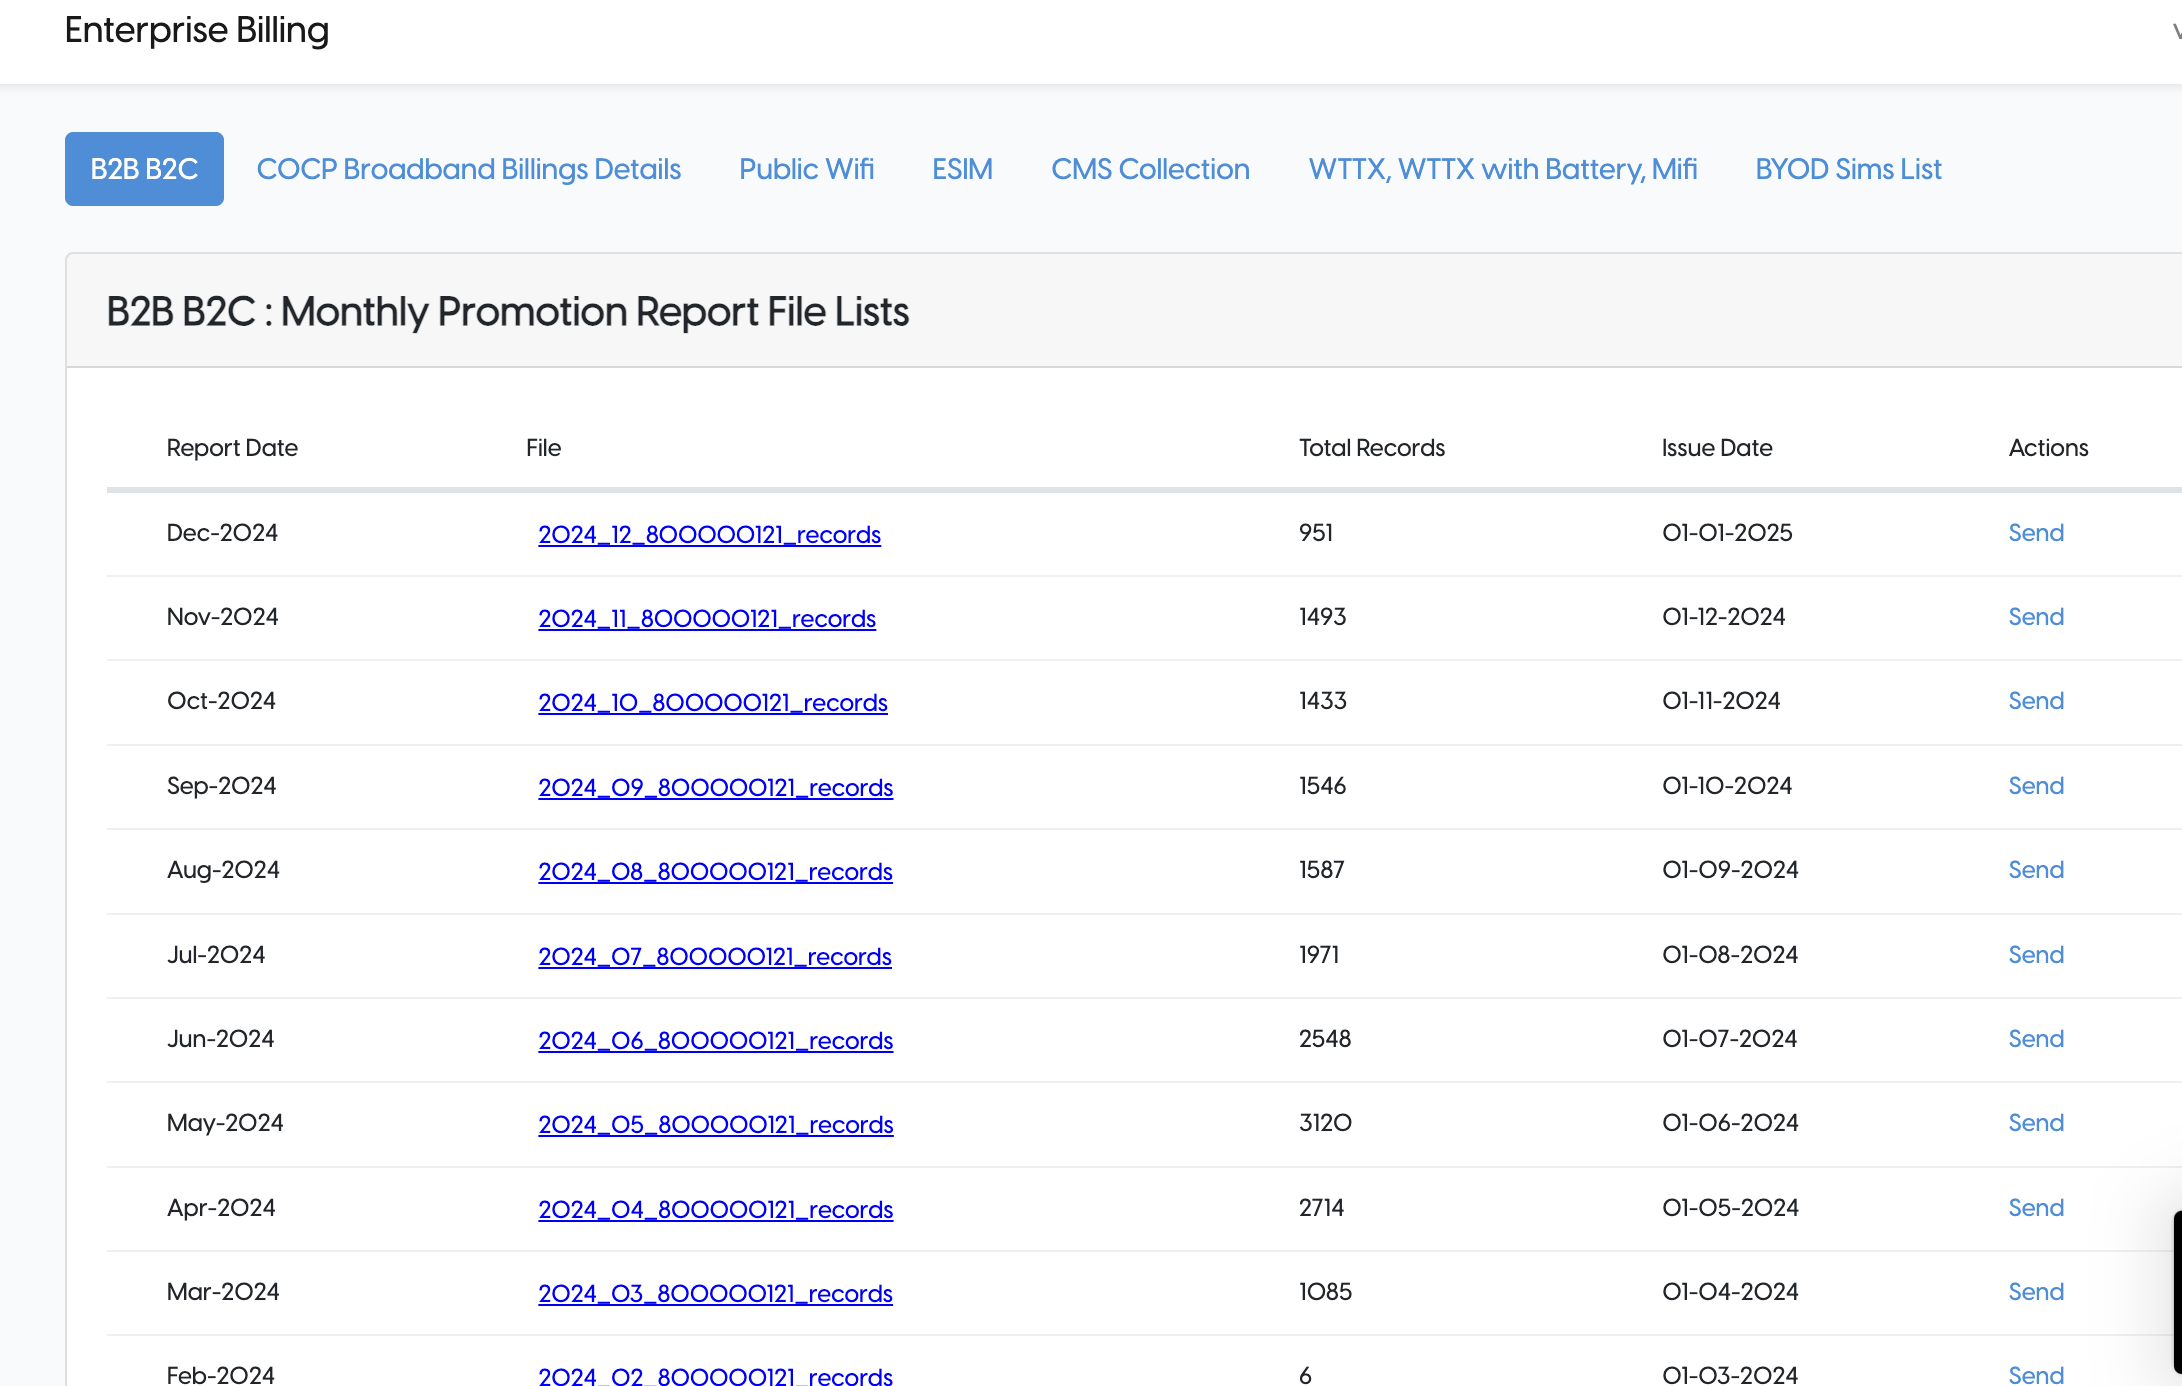 Enterprise Billing
B2B B2C COCP Broadband Billings Details Public Wifi ESIM CMS Collection WTTX, WTTX with Battery, Mifi BYOD Sims List
B2B B2C : Monthly Promotion Report File Lists
Report Date File Total Records Issue Date Actions
Dec-2024 2024_12_800000121_records 951 01-01-2025 Send
Nov-2024 2024_11_800000121_records 1493 01-12-2024 Send
Oct-2024 2024_10_800000121_records 1433 01-11-2024 Send
Sep-2024 2024_09_800000121_records 1546 01-10-2024 Send
Aug-2024 2024_08_800000121_records 1587 01-09-2024 Send
Jul-2024 2024_07_800000121_records 1971 01-08-2024 Send
Jun-2024 2024_06_800000121_records 2548 01-07-2024 Send
May-2024 2024_05_800000121_records 3120 01-06-2024 Send
Apr-2024 2024_04_800000121_records 2714 01-05-2024 Send
Mar-2024 2024_03_800000121_records 1085 01-04-2024 Send
Feb-2024 2024_02_800000121_records 6 01-03-2024 Send